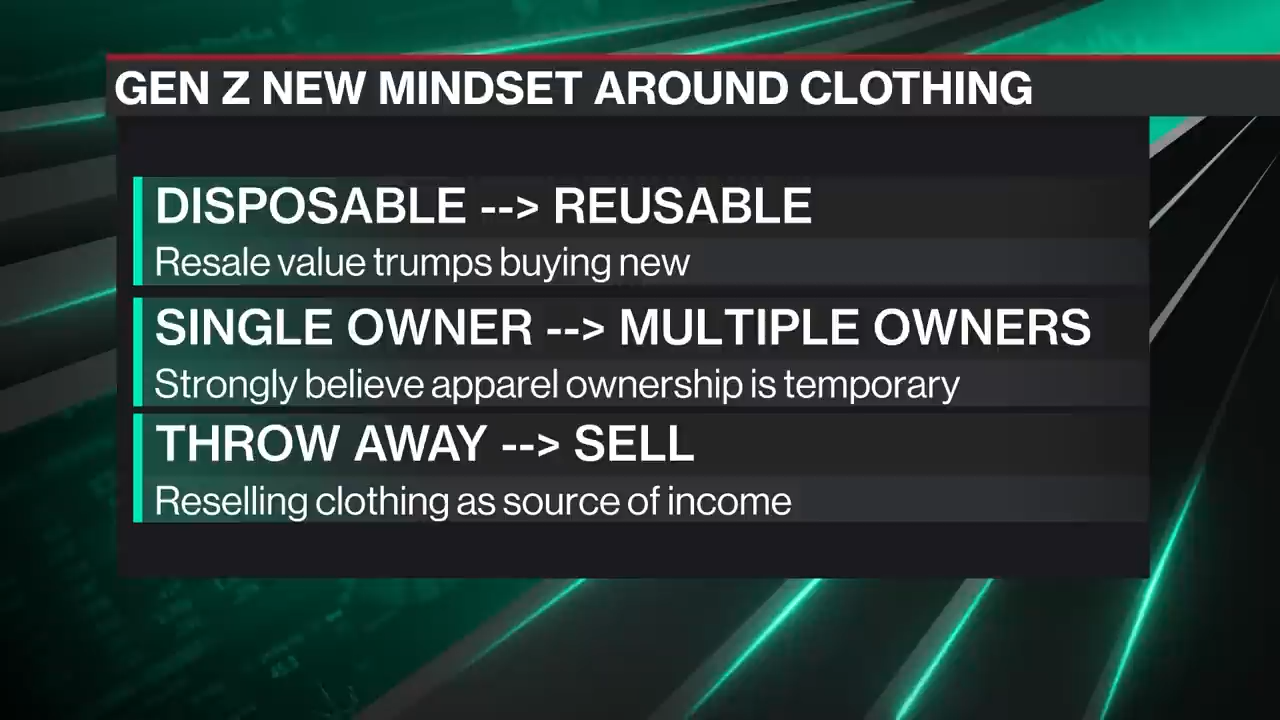 GEN Z NEW MINDSET AROUND CLOTHING
DISPOSABLE --> REUSABLE
Resale value trumps buying new
SINGLE OWNER --> MULTIPLE OWNERS
Strongly believe apparel ownership is temporary
THROW AWAY --> SELL
Reselling clothing as source of income